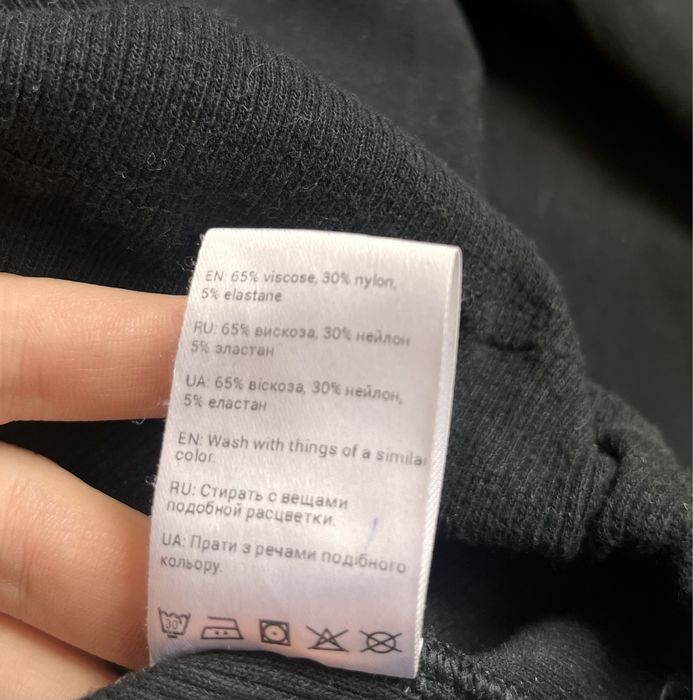 EN: 65% viscose, 30% nylon,
5% elastane
RU: 65% вискоза, 30% нейлон
5% эластан
UA: 65% віскоза, 30% нейлон,
5% еластан
EN: Wash with things of a similar
color.
RU: Стирать с вещами
подобной расцветки.
UA: Прати з речами подібного
кольору.
30°